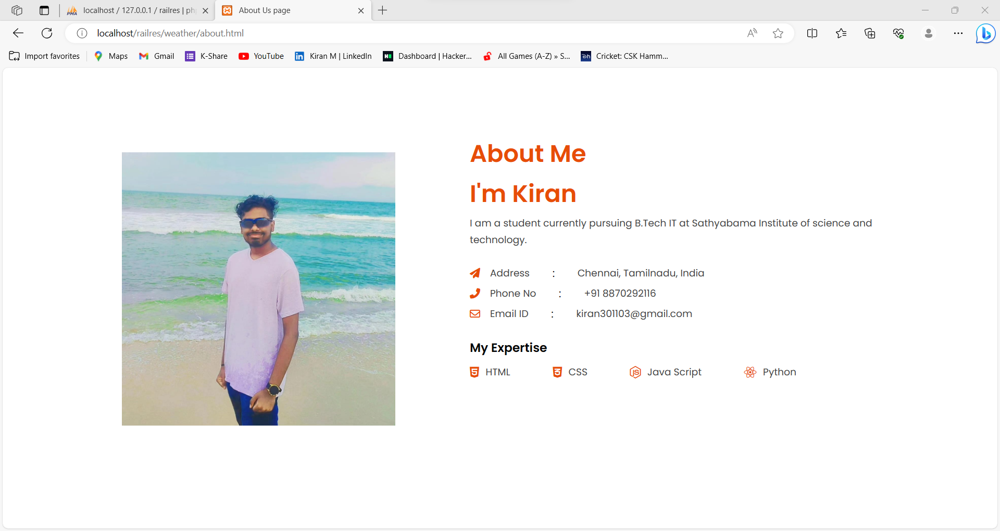 PMA localhost / 127.0.0.1 / railres | ph
About Us page
localhost/railres/weather/about.html
Import favorites
Maps
Gmail
K-Share
YouTube
Kiran M | LinkedIn
Dashboard | Hacker...
All Games (A-Z) » S...
Cricket: CSK Hamm...
About Me
I'm Kiran
I am a student currently pursuing B.Tech IT at Sathyabama Institute of science and
technology.
Address : Chennai, Tamilnadu, India
Phone No : +91 8870292116
Email ID : kiran301103@gmail.com
My Expertise
HTML CSS Java Script Python